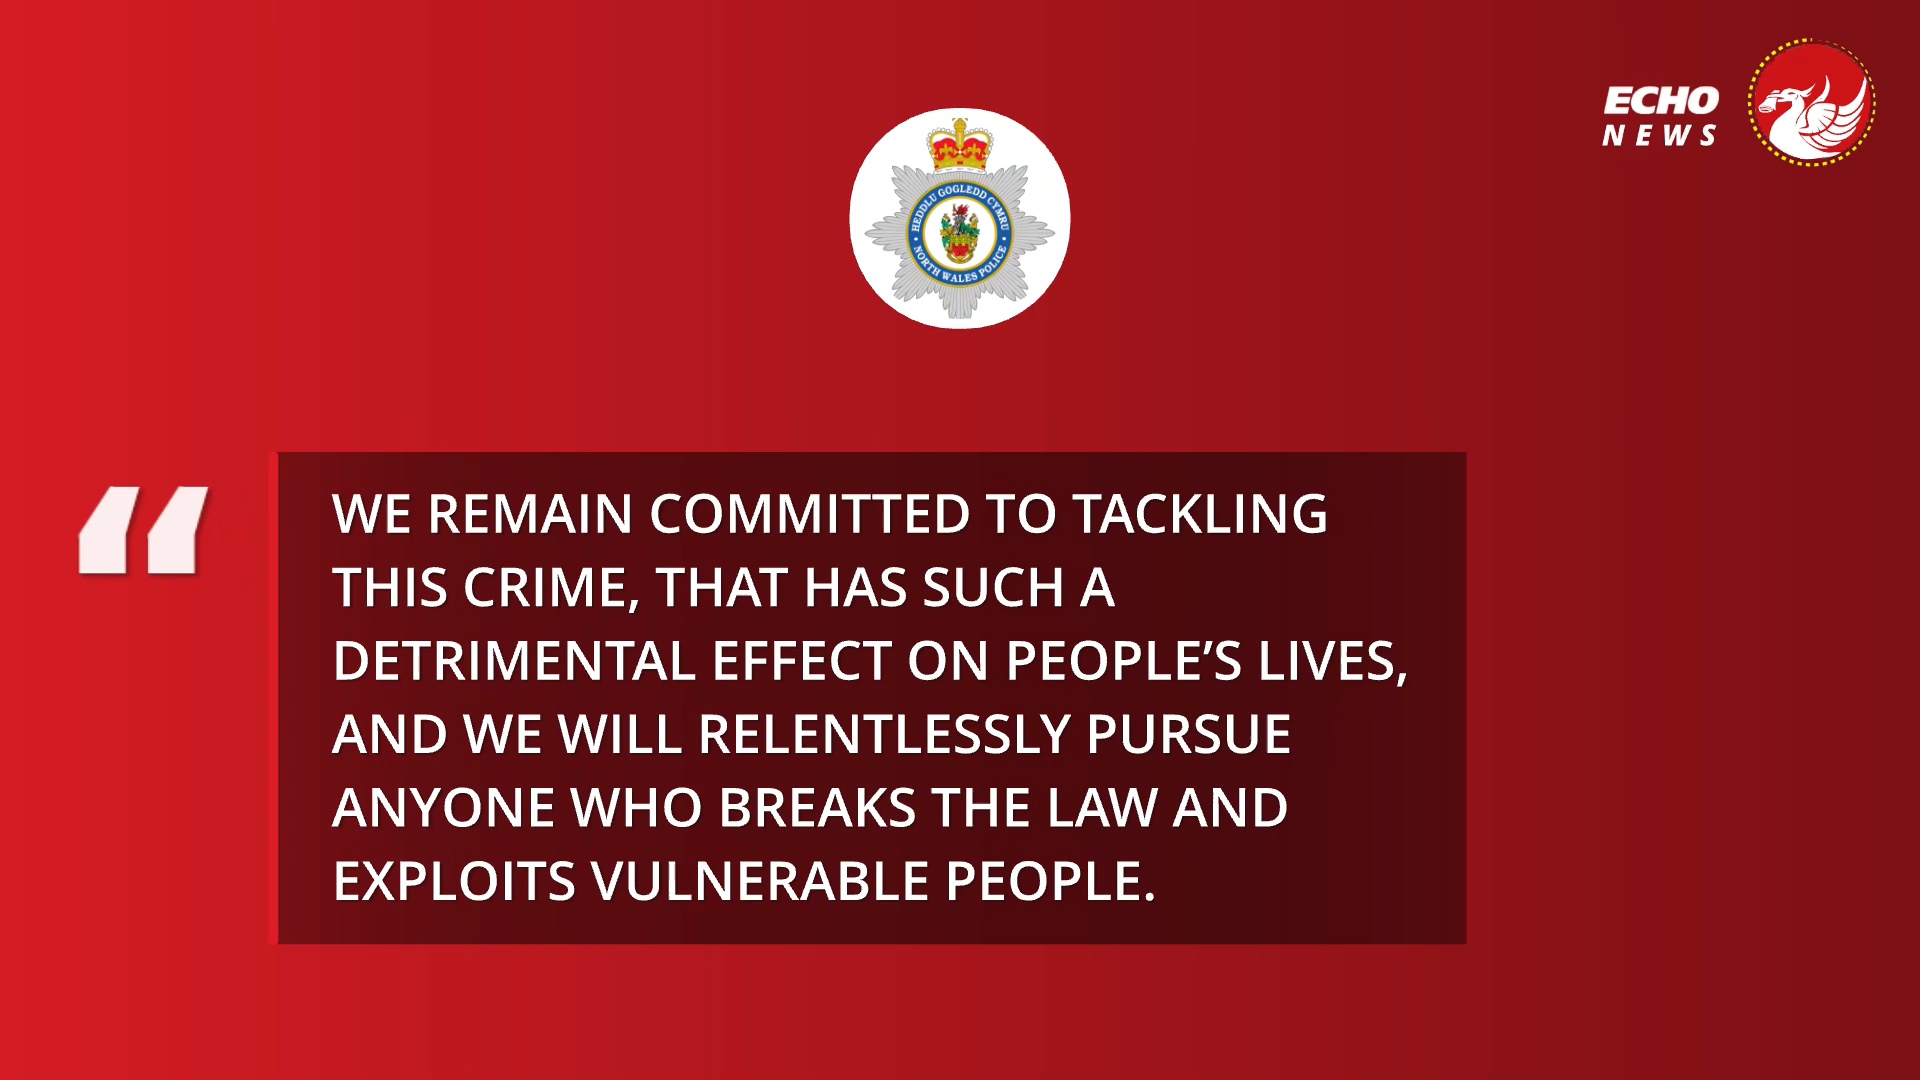 ECHO
NEWS
HEDDLU GOGLEDD CYMRU
NORTH WALES POLICE
“
WE REMAIN COMMITTED TO TACKLING
THIS CRIME, THAT HAS SUCH A
DETRIMENTAL EFFECT ON PEOPLE’S LIVES,
AND WE WILL RELENTLESSLY PURSUE
ANYONE WHO BREAKS THE LAW AND
EXPLOITS VULNERABLE PEOPLE.